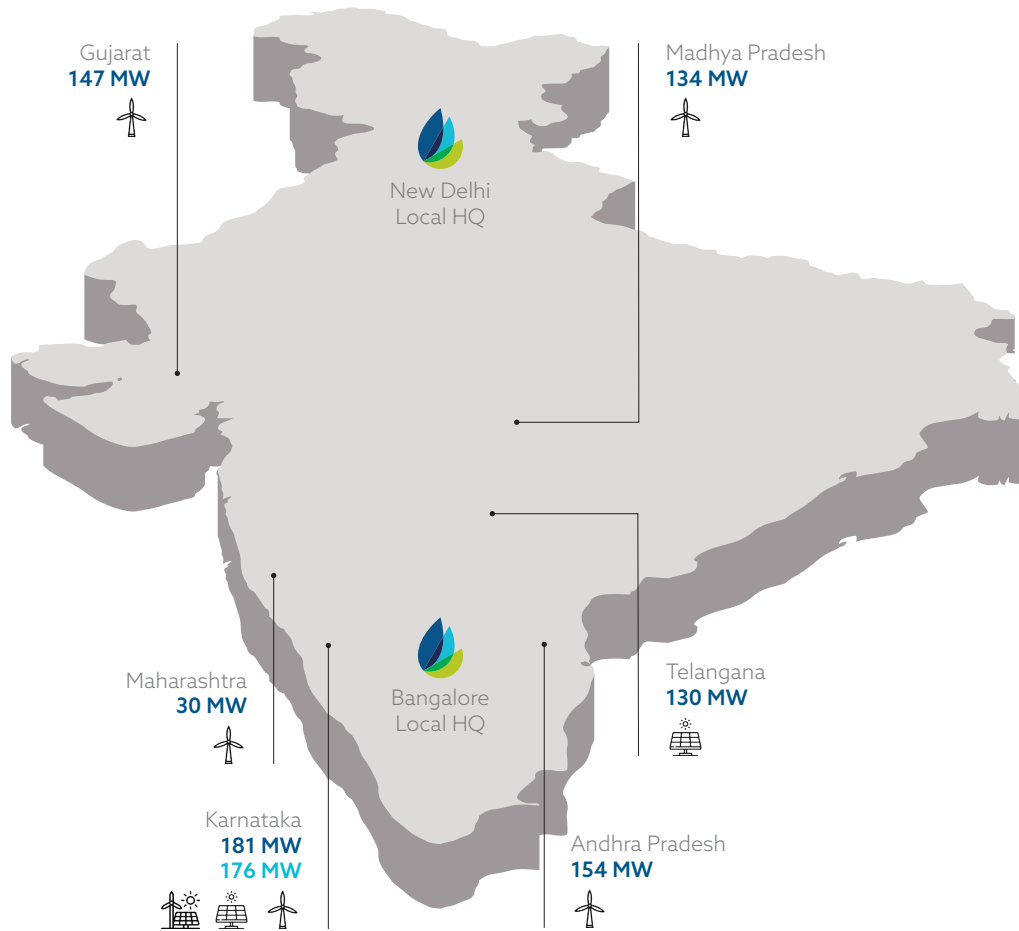 Gujarat
147 MW
Madhya Pradesh
134 MW
New Delhi
Local HQ
Maharashtra
30 MW
Bangalore
Local HQ
Telangana
130 MW
Karnataka
181 MW
176 MW
Andhra Pradesh
154 MW